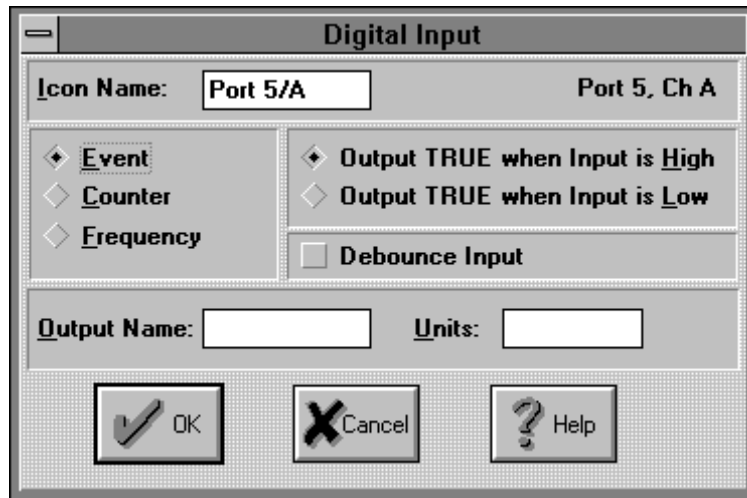 Digital Input
Icon Name: Port 5/A Port 5, Ch A
Event
Counter
Frequency
Output TRUE when Input is High
Output TRUE when Input is Low
Debounce Input
Output Name: Units:
OK Cancel Help